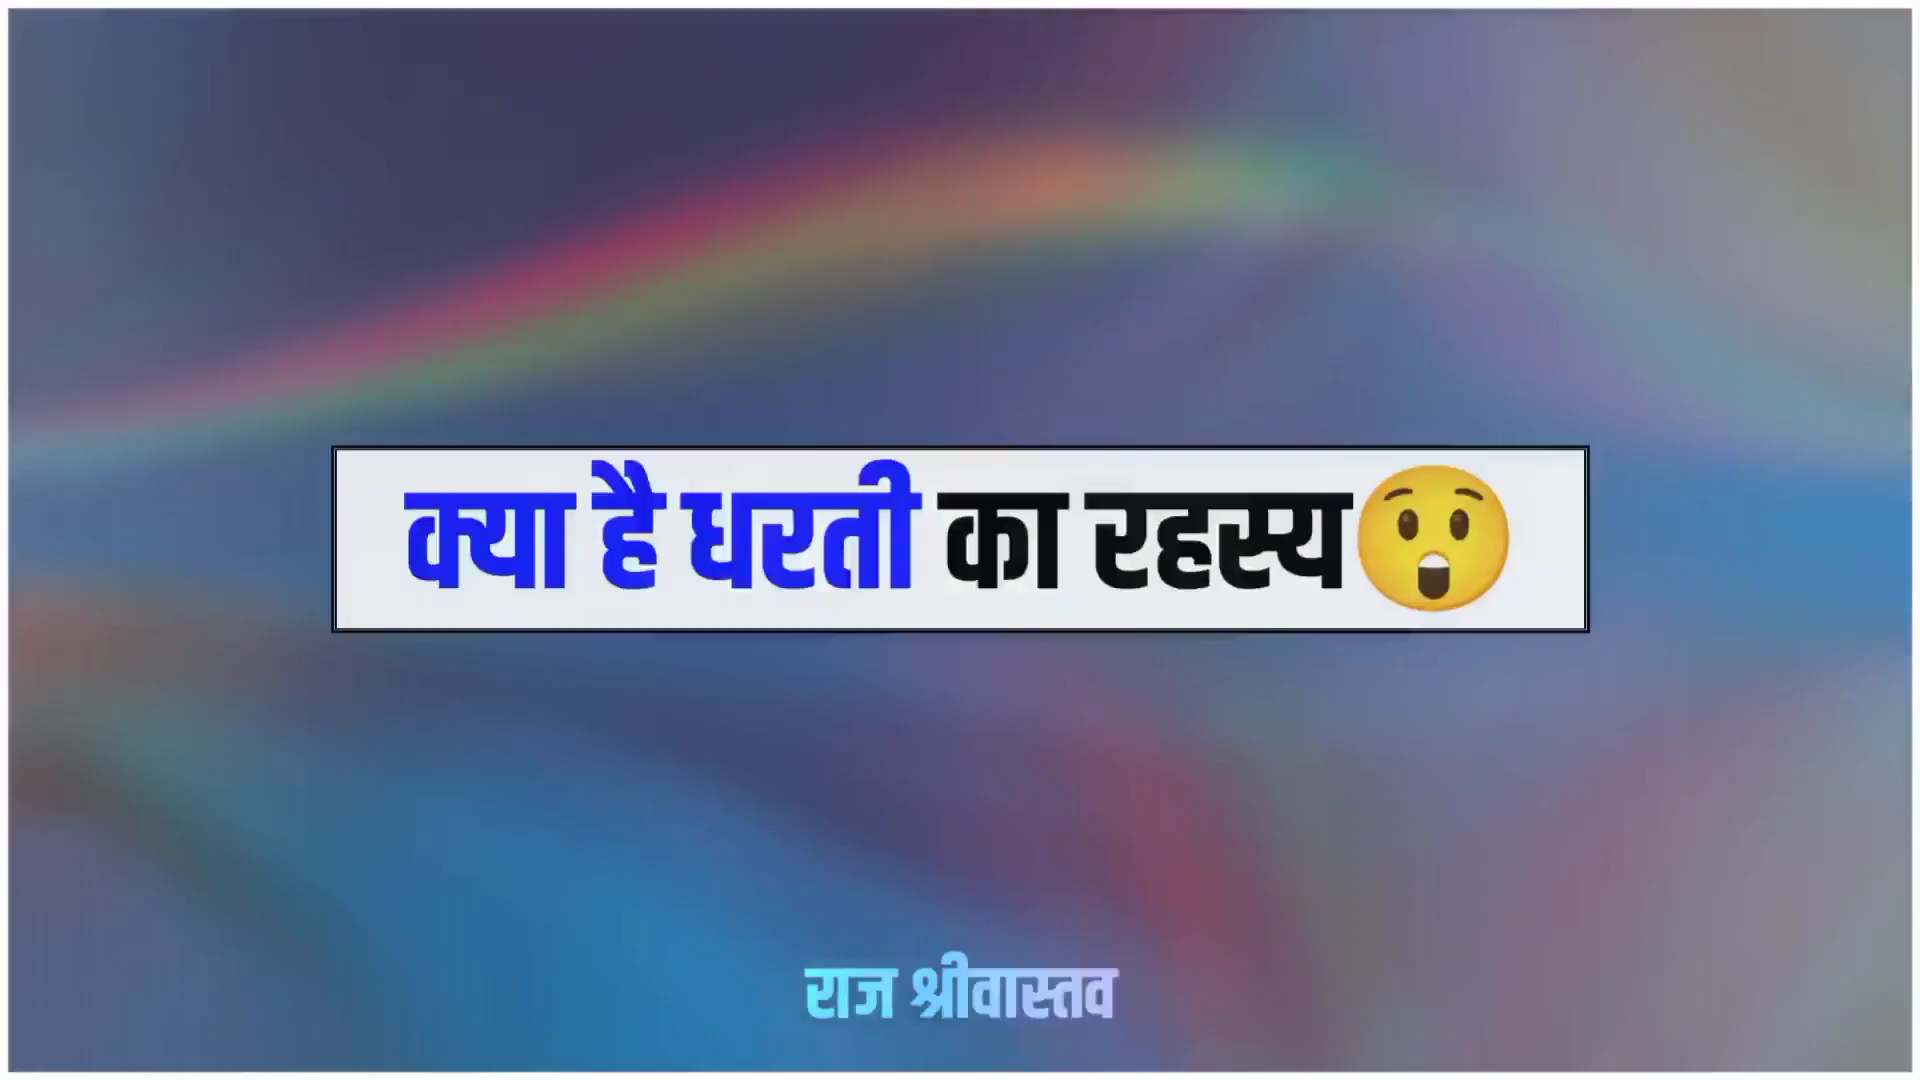 क्या है धरती का रहस्य😲
राज श्रीवास्तव